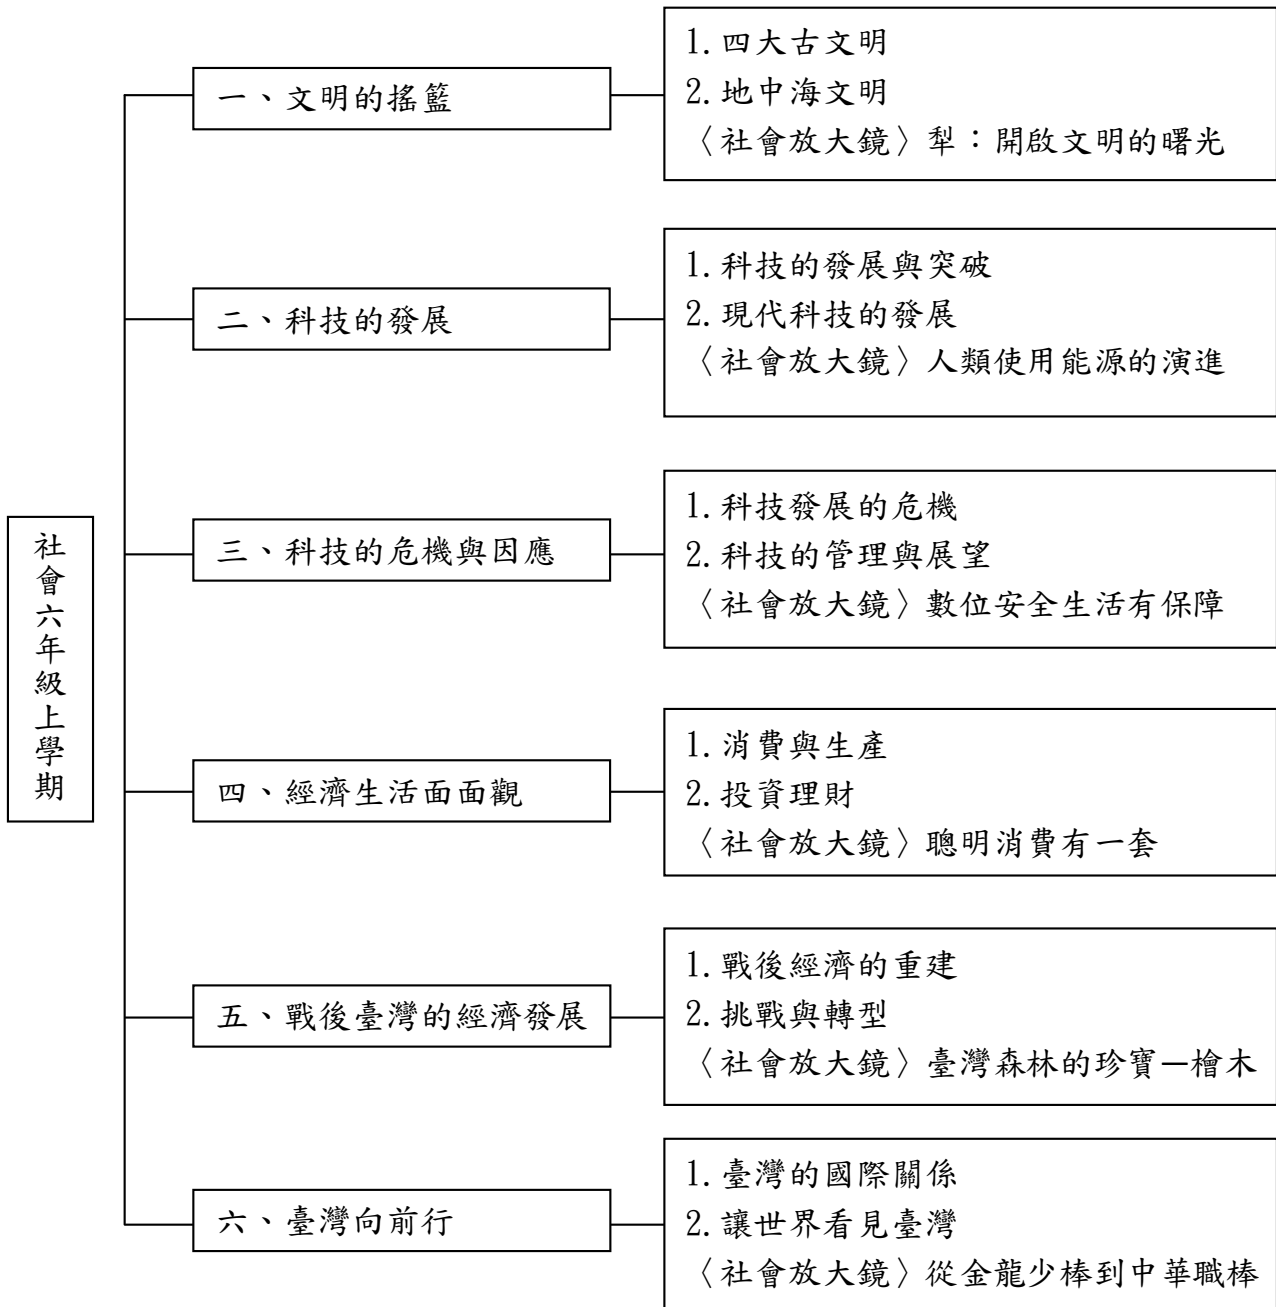 社會六年級上學期
一、文明的搖籃
1.四大古文明
2.地中海文明
〈社會放大鏡〉犁：開啟文明的曙光
二、科技的發展
1.科技的發展與突破
2.現代科技的發展
〈社會放大鏡〉人類使用能源的演進
三、科技的危機與因應
1.科技發展的危機
2.科技的管理與展望
〈社會放大鏡〉數位安全生活有保障
四、經濟生活面面觀
1.消費與生產
2.投資理財
〈社會放大鏡〉聰明消費有一套
五、戰後臺灣的經濟發展
1.戰後經濟的重建
2.挑戰與轉型
〈社會放大鏡〉臺灣森林的珍寶—檜木
六、臺灣向前行
1.臺灣的國際關係
2.讓世界看見臺灣
〈社會放大鏡〉從金龍少棒到中華職棒